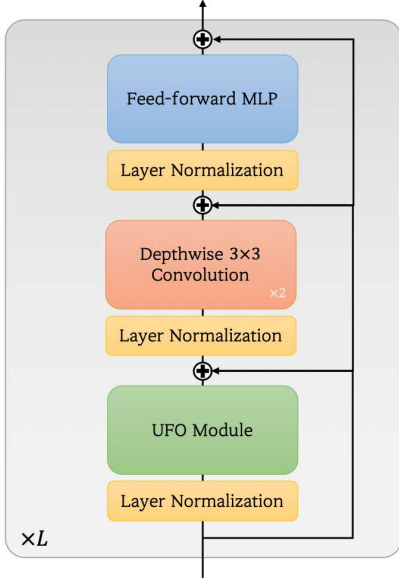 Feed-forward MLP
Layer Normalization
Depthwise 3×3
Convolution
×2
Layer Normalization
UFO Module
Layer Normalization
×L